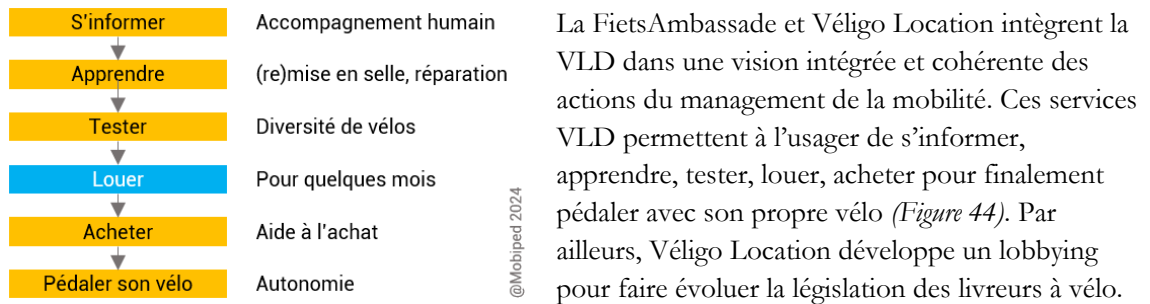 S'informer Accompagnement humain
Apprendre (re)mise en selle, réparation
Tester Diversité de vélos
Louer Pour quelques mois
Acheter Aide à l'achat
Pédaler son vélo Autonomie
@Mobiped 2024
La FietsAmbassade et Véligo Location intègrent la
VLD dans une vision intégrée et cohérente des
actions du management de la mobilité. Ces services
VLD permettent à l’usager de s’informer,
apprendre, tester, louer, acheter pour finalement
pédaler avec son propre vélo (Figure 44). Par
ailleurs, Véligo Location développe un lobbying
pour faire évoluer la législation des livreurs à vélo.